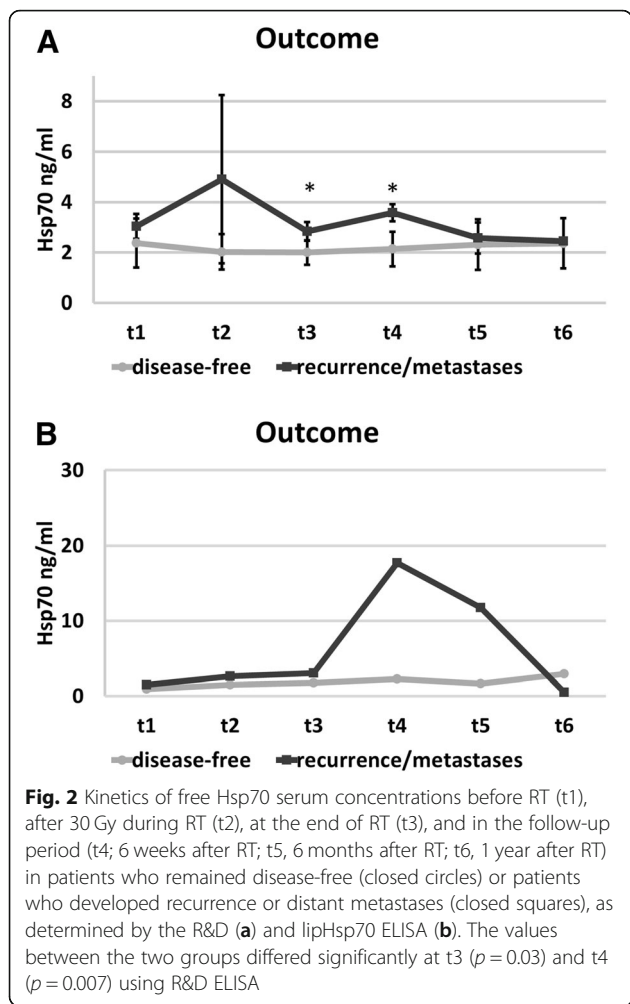 A
Outcome
Hsp70 ng/ml
8
6
4
2
0
*
*
t1 t2 t3 t4 t5 t6
disease-free recurrence/metastases
B
Outcome
Hsp70 ng/ml
30
20
10
0
t1 t2 t3 t4 t5 t6
disease-free recurrence/metastases
Fig. 2 Kinetics of free Hsp70 serum concentrations before RT (t1),
after 30 Gy during RT (t2), at the end of RT (t3), and in the follow-up
period (t4; 6 weeks after RT; t5, 6 months after RT; t6, 1 year after RT)
in patients who remained disease-free (closed circles) or patients
who developed recurrence or distant metastases (closed squares), as
determined by the R&D (a) and lipHsp70 ELISA (b). The values
between the two groups differed significantly at t3 (p = 0.03) and t4
(p = 0.007) using R&D ELISA